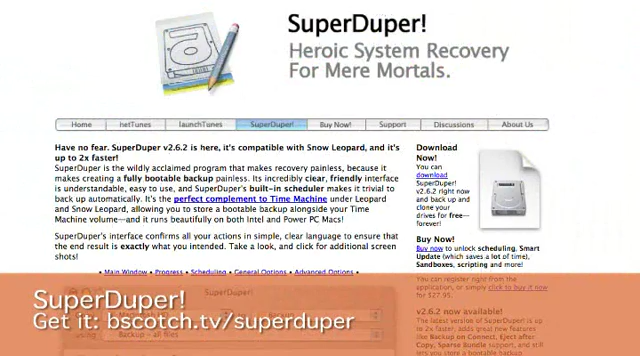 SuperDuper!
Heroic System Recovery
For Mere Mortals.
Home
netTunes
launchTunes
SuperDuper!
Buy Now!
Support
Discussions
About Us
Have no fear. SuperDuper v2.6.2 is here, it's compatible with Snow Leopard, and it's
up to 2x faster!
SuperDuper is the wildly acclaimed program that makes recovery painless, because it
makes creating a fully bootable backup painless. Its incredibly clear, friendly interface
is understandable, easy to use, and SuperDuper's built-in scheduler makes it trivial to
back up automatically. It's the perfect complement to Time Machine under Leopard
and Snow Leopard, allowing you to store a bootable backup alongside your Time
Machine volume—and it runs beautifully on both Intel and Power PC Macs!
SuperDuper's interface confirms all your actions in simple, clear language to ensure that
the end result is exactly what you intended. Take a look, and click for additional screen
shots!
• Main Window • Progress • Scheduling • General Options • Advanced Options •
Download
Now!
You can
download
SuperDuper!
v2.6.2 right now
and back up and
clone your
drives for free—
forever!
Buy Now!
Buy now to unlock scheduling, Smart
Update (which saves a lot of time),
Sandboxes, scripting and more!
You can register right from the
application, or simply click to buy it now
for $27.95.
v2.6.2 now available!
The latest version of SuperDuper! is up
to 2x faster, adds great new features
like Backup on Connect, Eject after
Copy, Sparse Bundle support, and still
lets you store a bootable backup
SuperDuper!
Get it: bscotch.tv/superduper
SuperDuper!
Backup - all files